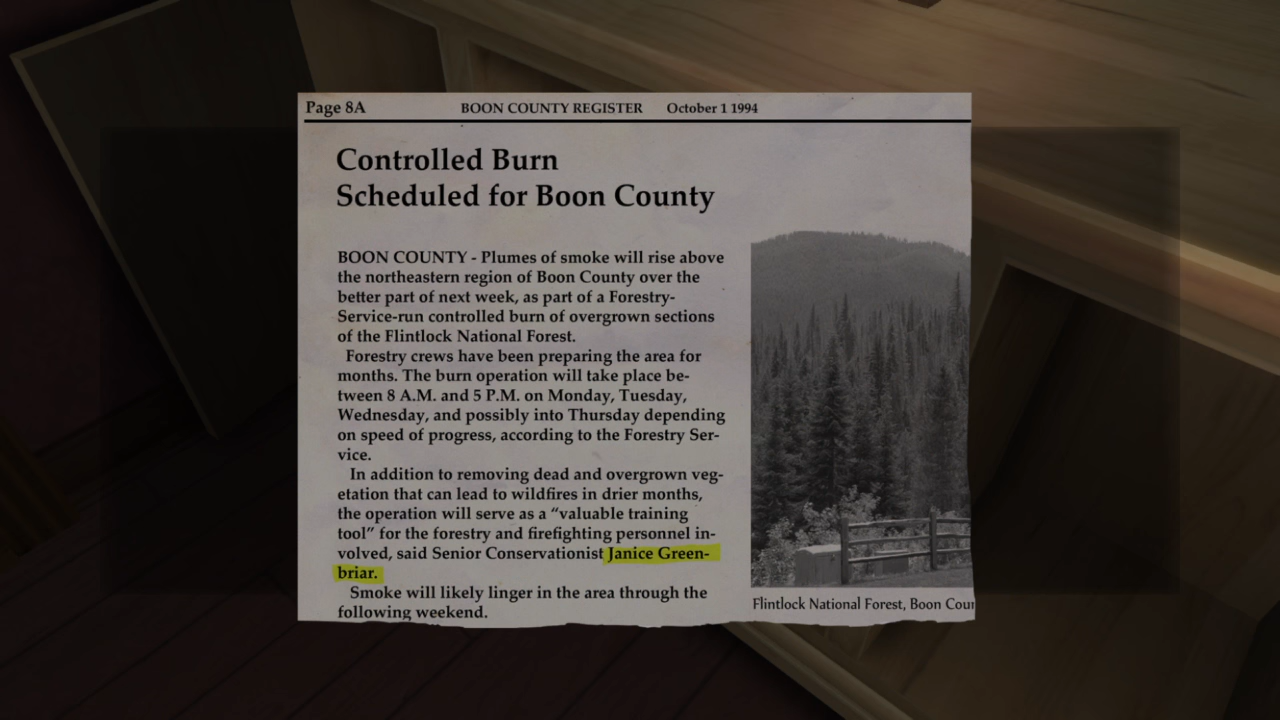 Page 8A BOON COUNTY REGISTER October 1 1994
Controlled Burn
Scheduled for Boon County
BOON COUNTY - Plumes of smoke will rise above
the northeastern region of Boon County over the
better part of next week, as part of a Forestry-
Service-run controlled burn of overgrown sections
of the Flintlock National Forest.
Forestry crews have been preparing the area for
months. The burn operation will take place be-
tween 8 A.M. and 5 P.M. on Monday, Tuesday,
Wednesday, and possibly into Thursday depending
on speed of progress, according to the Forestry Ser-
vice.
In addition to removing dead and overgrown veg-
etation that can lead to wildfires in drier months,
the operation will serve as a “valuable training
tool” for the forestry and firefighting personnel in-
volved, said Senior Conservationist Janice Green-
briar.
Smoke will likely linger in the area through the
following weekend.
Flintlock National Forest, Boon Coun